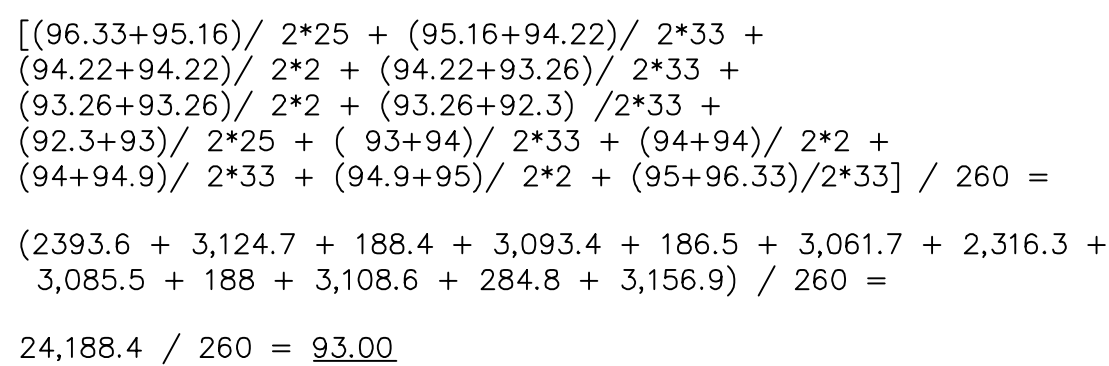 [(96.33+95.16)/ 2*25 + (95.16+94.22)/ 2*33 +
(94.22+94.22)/ 2*2 + (94.22+93.26)/ 2*33 +
(93.26+93.26)/ 2*2 + (93.26+92.3) /2*33 +
(92.3+93)/ 2*25 + ( 93+94)/ 2*33 + (94+94)/ 2*2 +
(94+94.9)/ 2*33 + (94.9+95)/ 2*2 + (95+96.33)/2*33] / 260 =
(2393.6 + 3,124.7 + 188.4 + 3,093.4 + 186.5 + 3,061.7 + 2,316.3 +
3,085.5 + 188 + 3,108.6 + 284.8 + 3,156.9) / 260 =
24,188.4 / 260 = 93.00